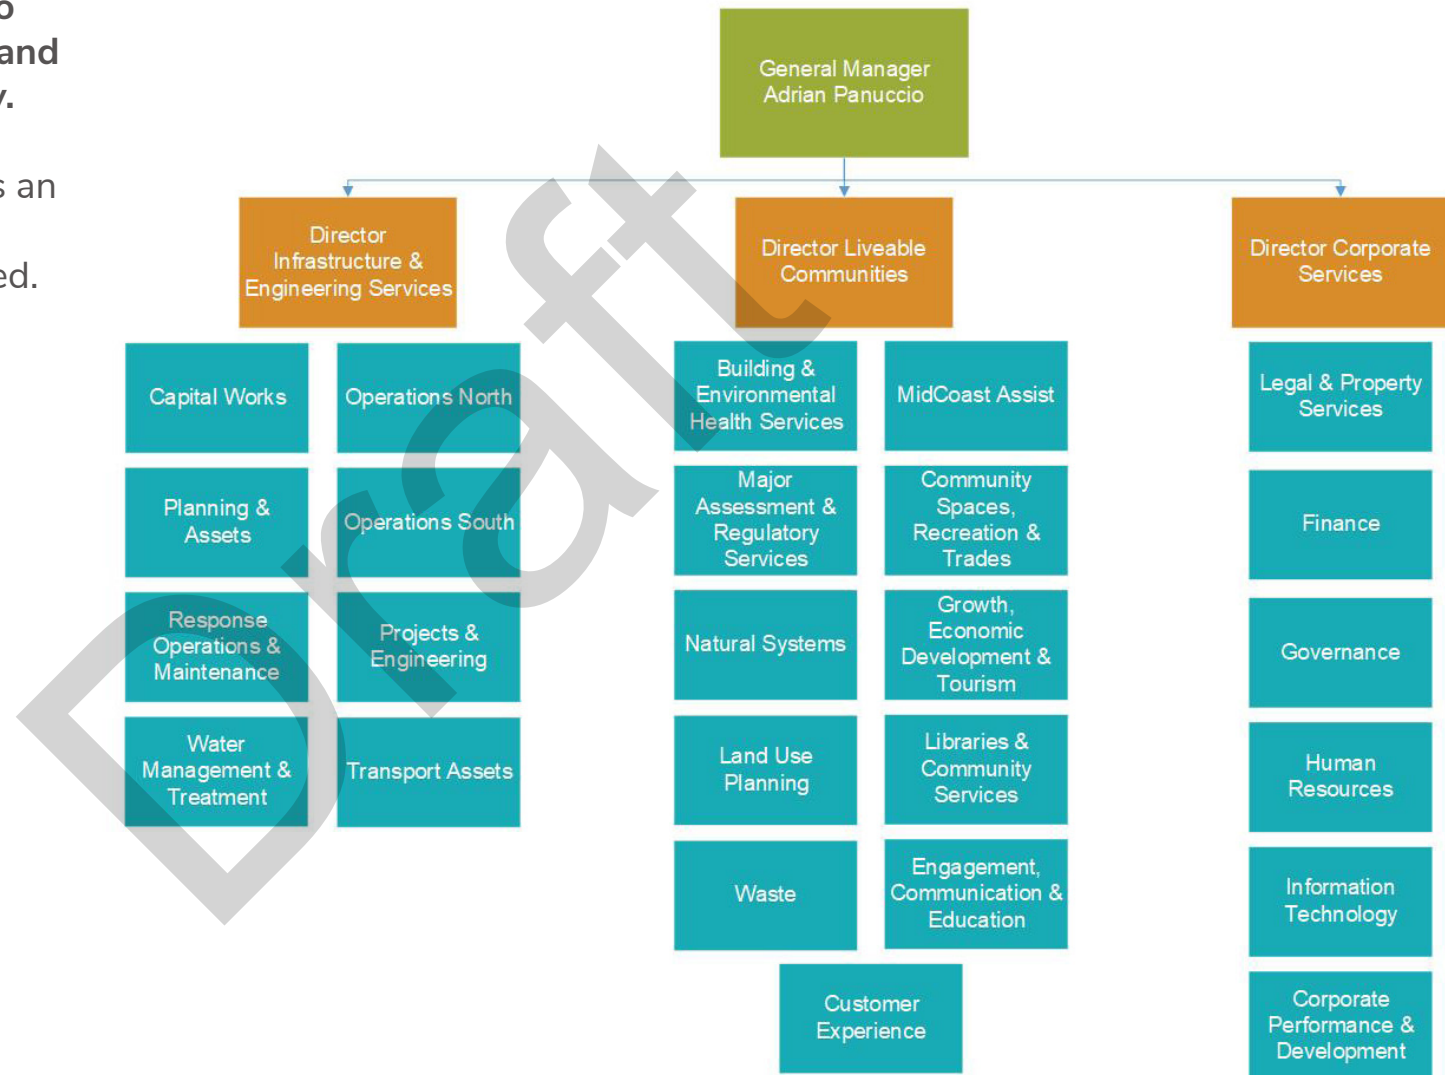 and
s an
ed.
General Manager
Adrian Panuccio
Director
Infrastructure &
Engineering Services
Director Liveable
Communities
Director Corporate
Services
Capital Works
Operations North
Planning &
Assets
Operations South
Response
Operations &
Maintenance
Projects &
Engineering
Water
Management &
Treatment
Transport Assets
Building &
Environmental
Health Services
MidCoast Assist
Major
Assessment &
Regulatory
Services
Community
Spaces,
Recreation &
Trades
Natural Systems
Growth,
Economic
Development &
Tourism
Land Use
Planning
Libraries &
Community
Services
Waste
Engagement,
Communication &
Education
Customer
Experience
Legal & Property
Services
Finance
Governance
Human
Resources
Information
Technology
Corporate
Performance &
Development
Draft